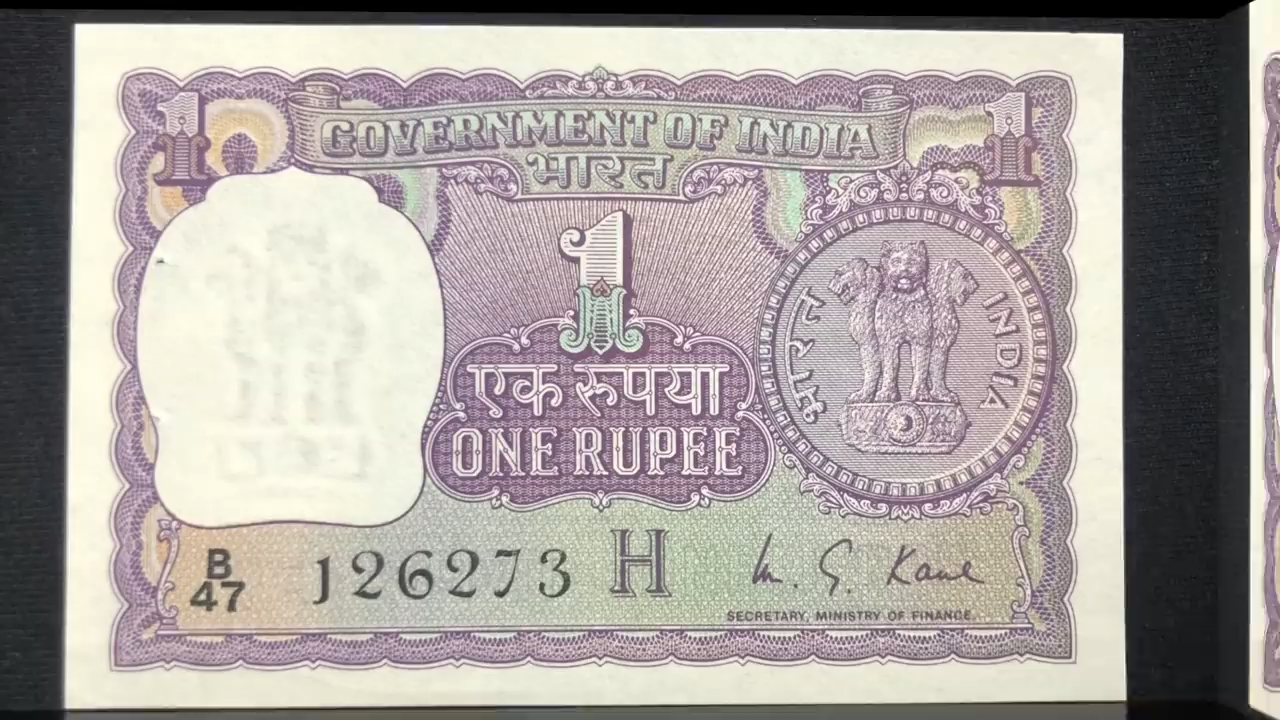 1 GOVERNMENT OF INDIA 1
भारत
1
भारत INDIA
एक रुपया
ONE RUPEE
B
47 126273 H M. G. Kaul
SECRETARY, MINISTRY OF FINANCE.